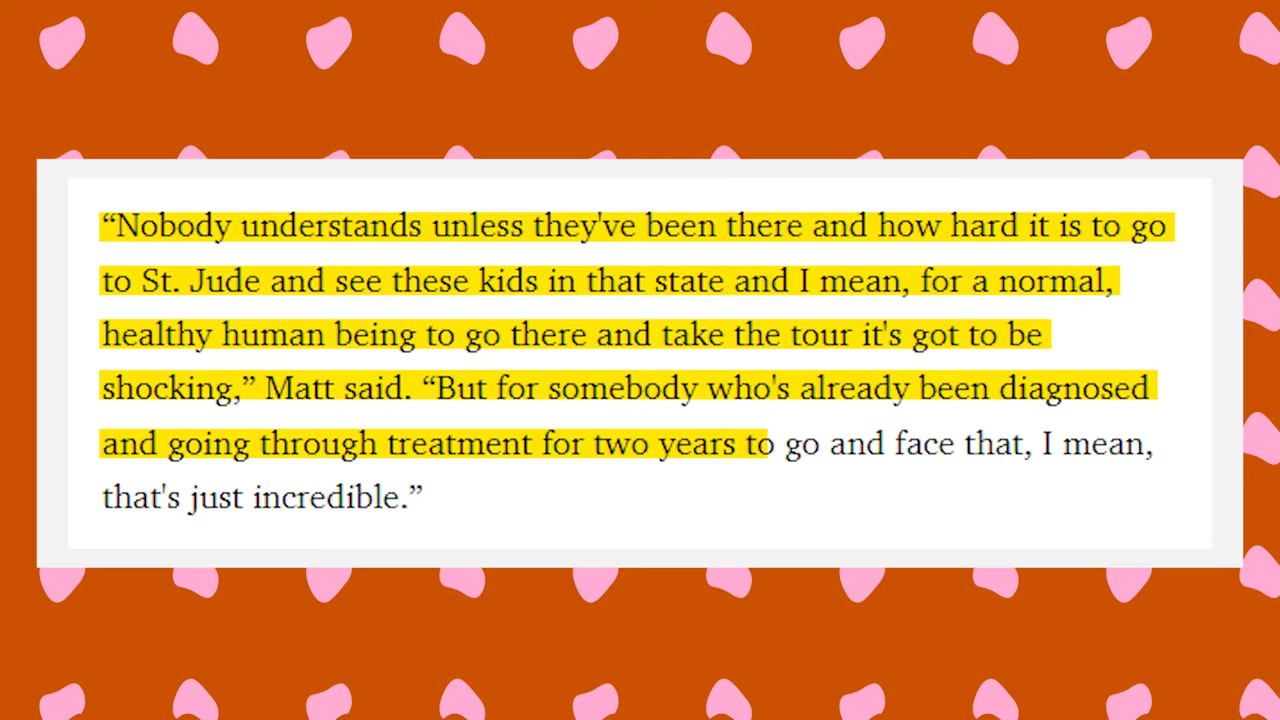 “Nobody understands unless they've been there and how hard it is to go
to St. Jude and see these kids in that state and I mean, for a normal,
healthy human being to go there and take the tour it's got to be
shocking,” Matt said. “But for somebody who's already been diagnosed
and going through treatment for two years to go and face that, I mean,
that's just incredible.”